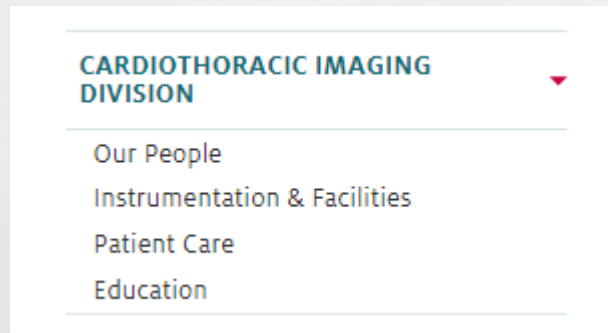 CARDIOTHORACIC IMAGING
DIVISION
Our People
Instrumentation & Facilities
Patient Care
Education